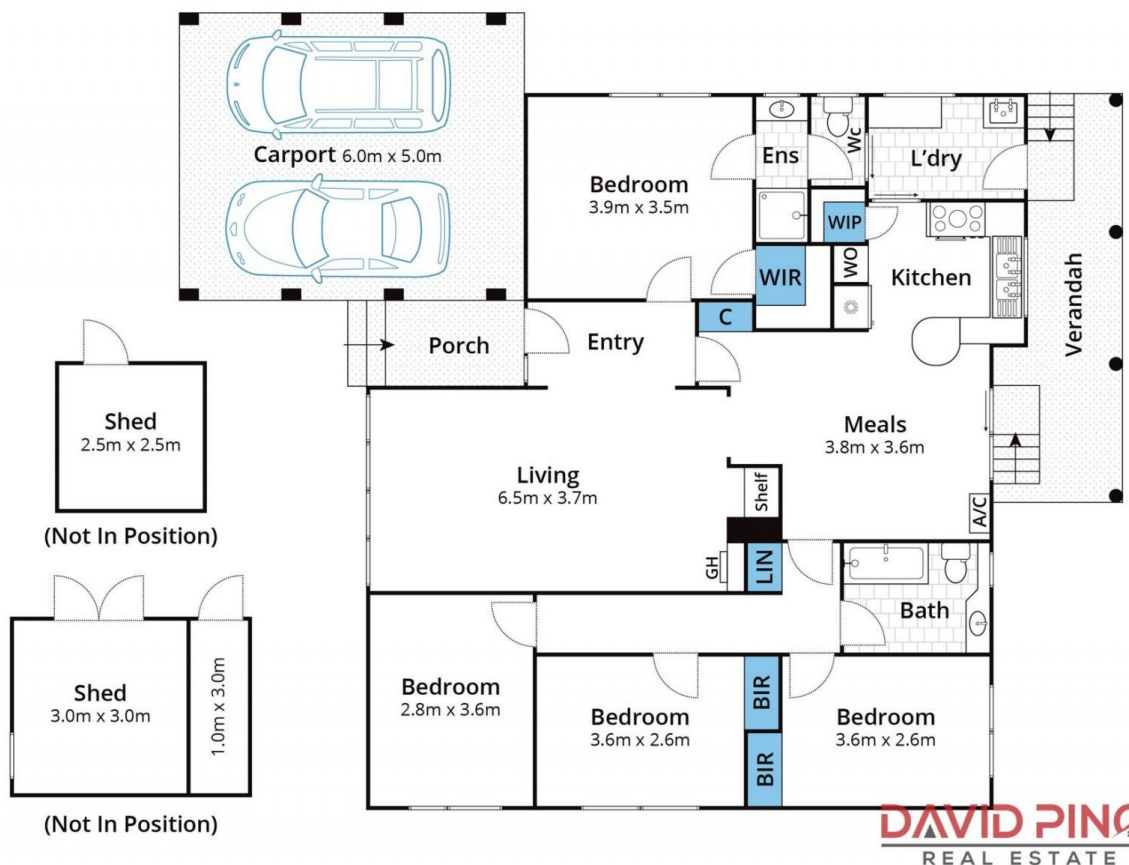 Carport 6.0m x 5.0m
Bedroom
3.9m x 3.5m
Ens
Wc
L'dry
WIP
WIR
WO
Kitchen
C
Verandah
Porch
Entry
Shed
2.5m x 2.5m
(Not In Position)
Living
6.5m x 3.7m
Meals
3.8m x 3.6m
Shelf
A/C
GH
LIN
Bath
Shed
3.0m x 3.0m
1.0m x 3.0m
(Not In Position)
Bedroom
2.8m x 3.6m
Bedroom
3.6m x 2.6m
BIR
BIR
Bedroom
3.6m x 2.6m
DAVID PING
REAL ESTATE